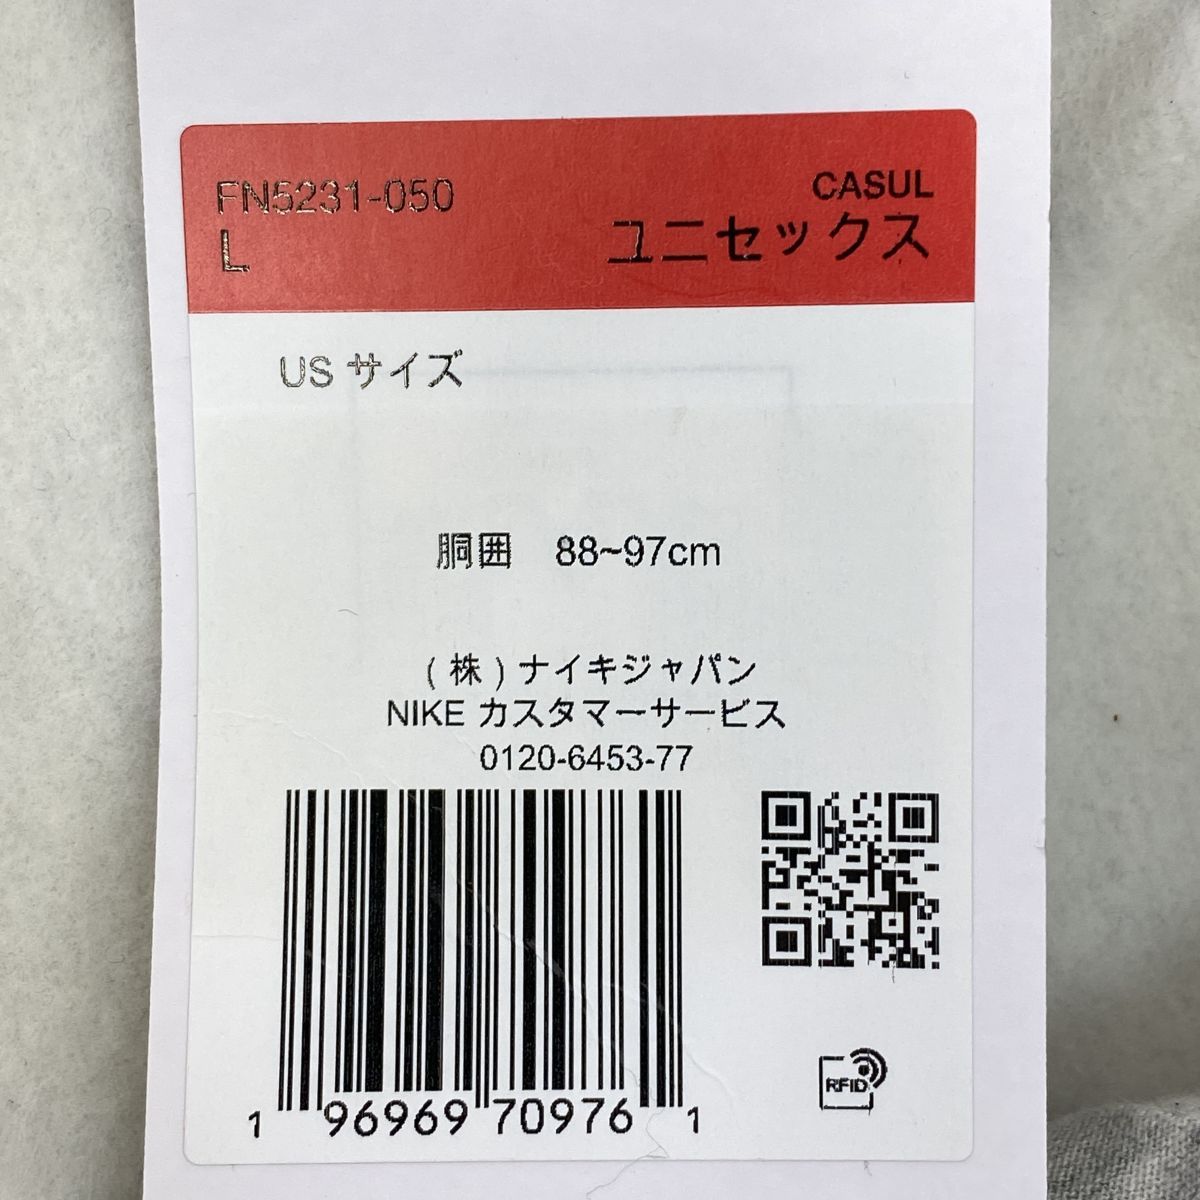 FN5231-050
CASUL
L
ユニセックス
US サイズ
胴囲　88~97cm
(株)ナイキジャパン
NIKE カスタマーサービス
0120-6453-77
1 96969 70976 1
RFID